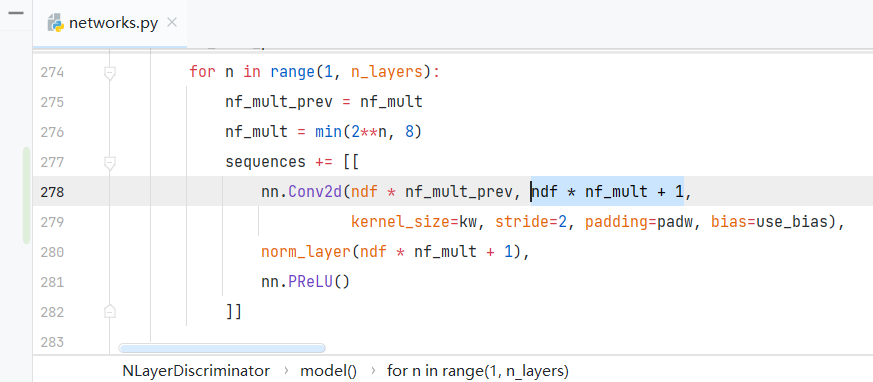 networks.py
274 for n in range(1, n_layers):
275 nf_mult_prev = nf_mult
276 nf_mult = min(2**n, 8)
277 sequences += [[
278 nn.Conv2d(ndf * nf_mult_prev, ndf * nf_mult + 1,
279 kernel_size=kw, stride=2, padding=padw, bias=use_bias),
280 norm_layer(ndf * nf_mult + 1),
281 nn.PReLU()
282 ]]
283
NLayerDiscriminator › model() › for n in range(1, n_layers)